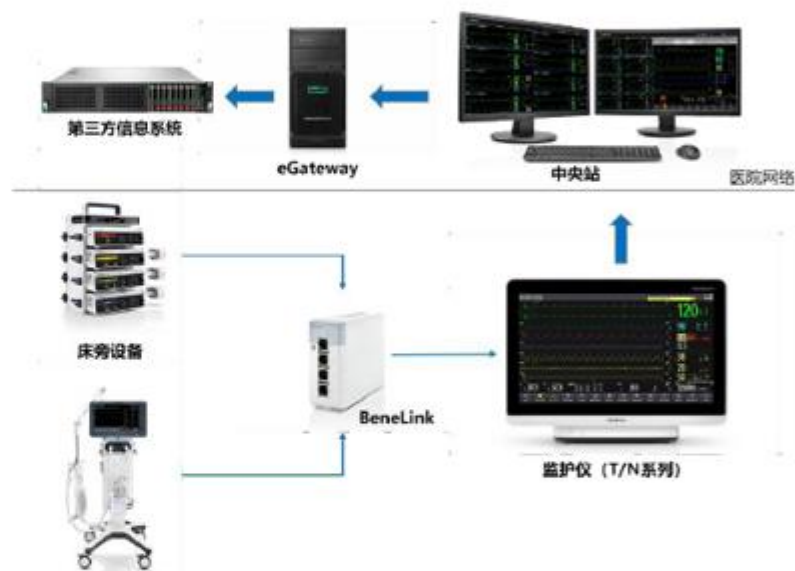 第三方信息系统
eGateway
中央站
医院网络
床旁设备
BeneLink
120
监护仪（T/N系列）